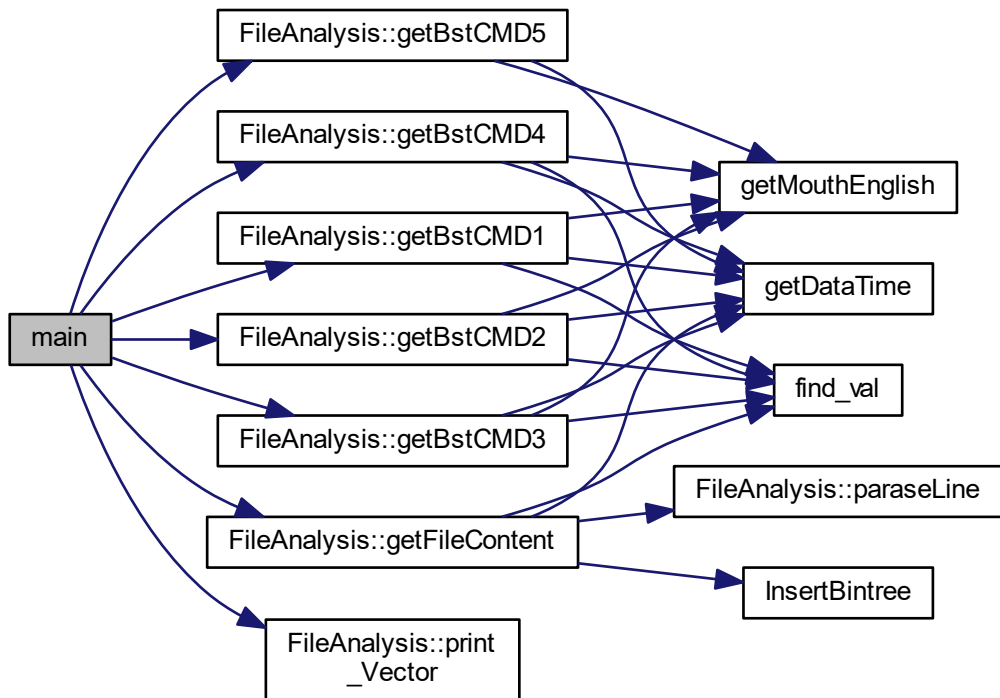 main
FileAnalysis::getBstCMD5
FileAnalysis::getBstCMD4
FileAnalysis::getBstCMD1
FileAnalysis::getBstCMD2
FileAnalysis::getBstCMD3
FileAnalysis::getFileContent
FileAnalysis::print
_Vector
getMouthEnglish
getDataTime
find_val
FileAnalysis::paraseLine
InsertBintree